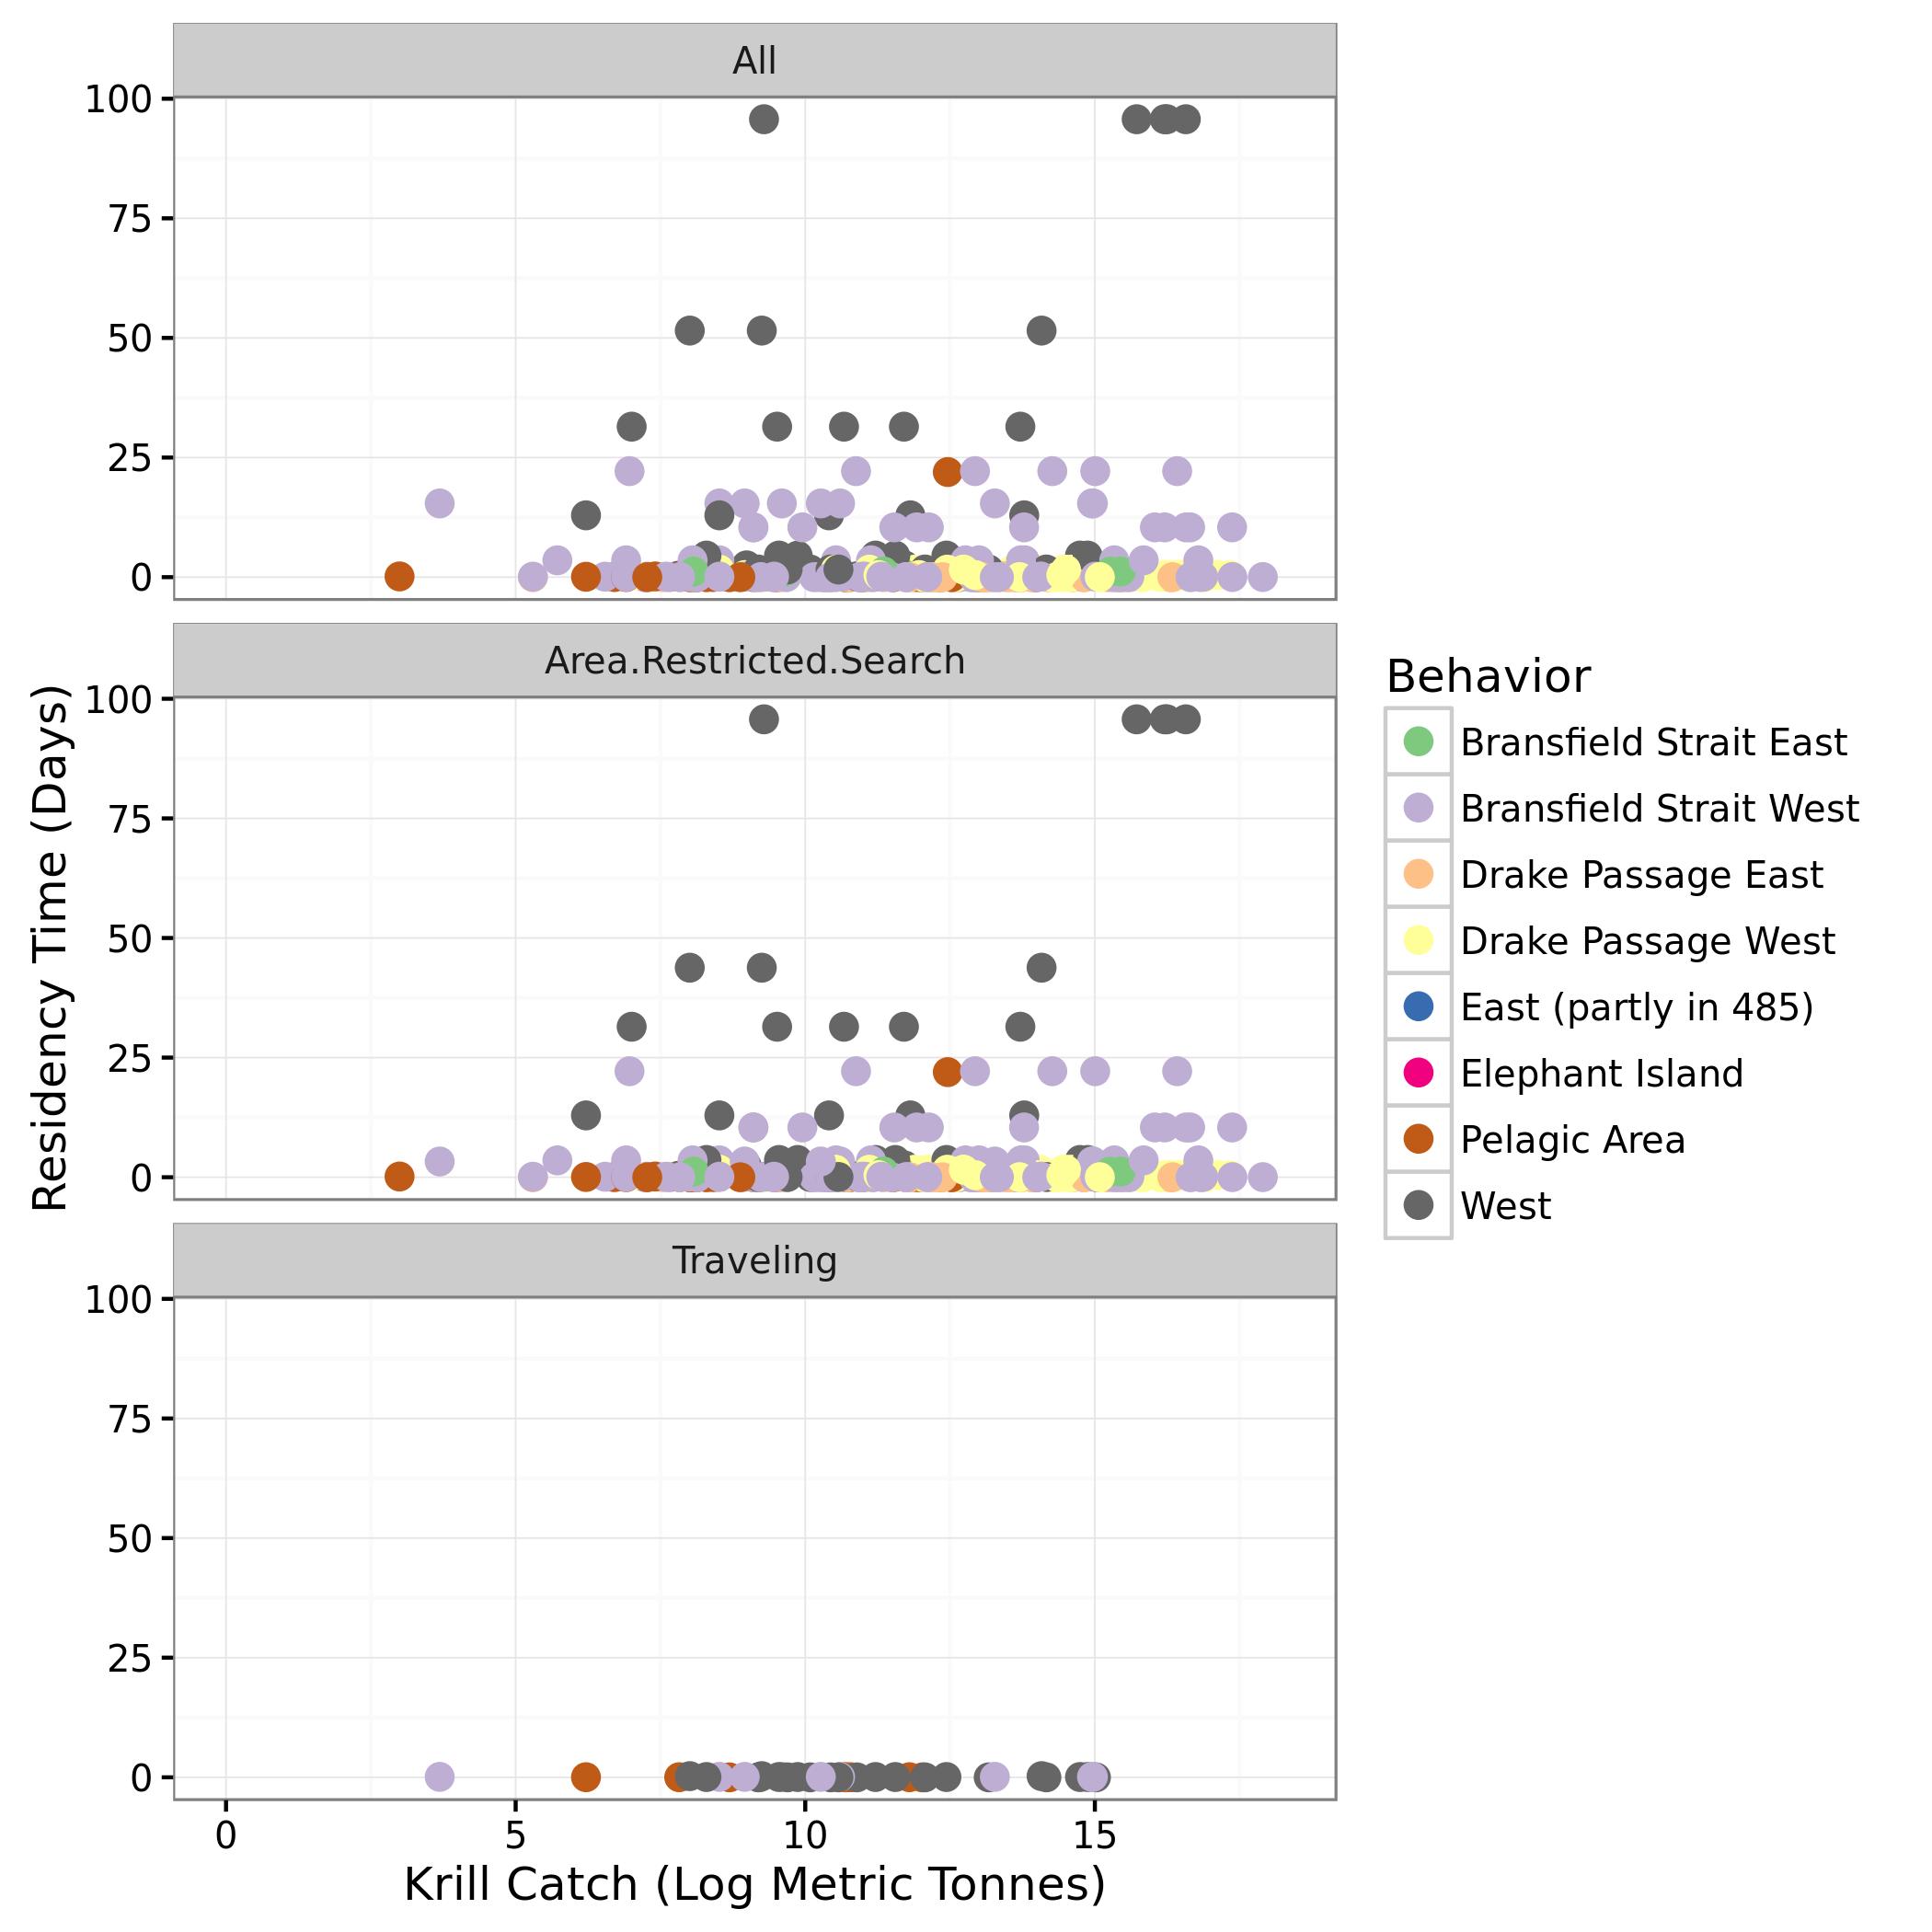 All
100
75
50
25
0
Area.Restricted.Search
100
75
50
25
0
Traveling
100
75
50
25
0
0 5 10 15
Krill Catch (Log Metric Tonnes)
Residency Time (Days)
Behavior
Bransfield Strait East
Bransfield Strait West
Drake Passage East
Drake Passage West
East (partly in 485)
Elephant Island
Pelagic Area
West